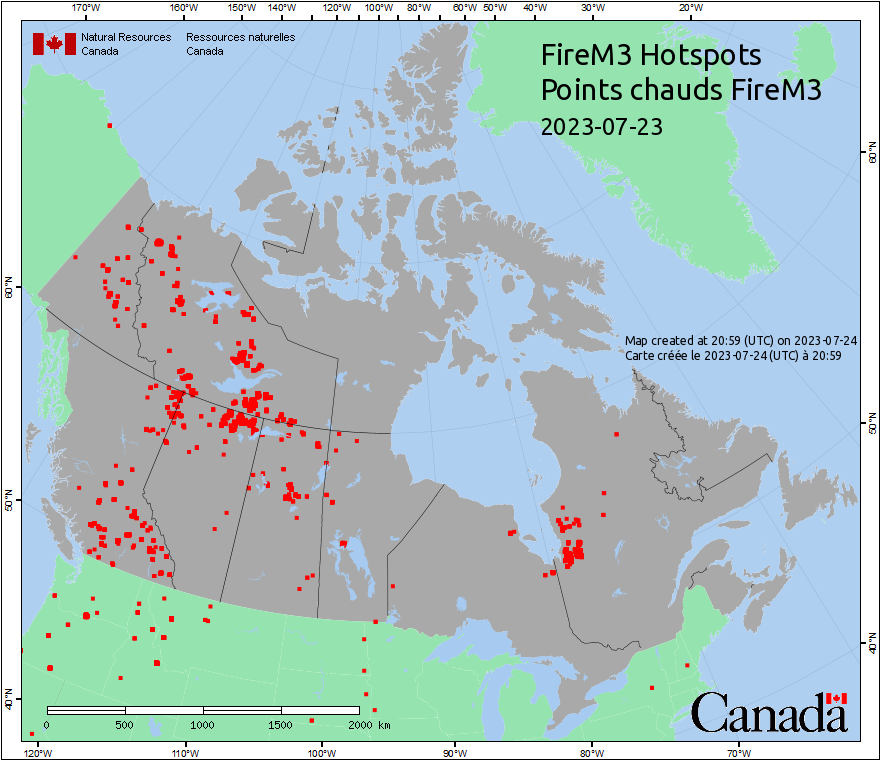 170°W 160°W 150°W 140°W 120°W 100°W 80°W 60°W 50°W 40°W 30°W 20°W
Natural Resources Ressources naturelles
Canada Canada
FireM3 Hotspots
Points chauds FireM3
2023-07-23
60°N
60°N
Map created at 20:59 (UTC) on 2023-07-24
Carte créée le 2023-07-24 (UTC) à 20:59
50°N
50°N
40°N
40°N
Canada
0 500 1000 1500 2000 km
120°W 110°W 100°W 90°W 80°W 70°W